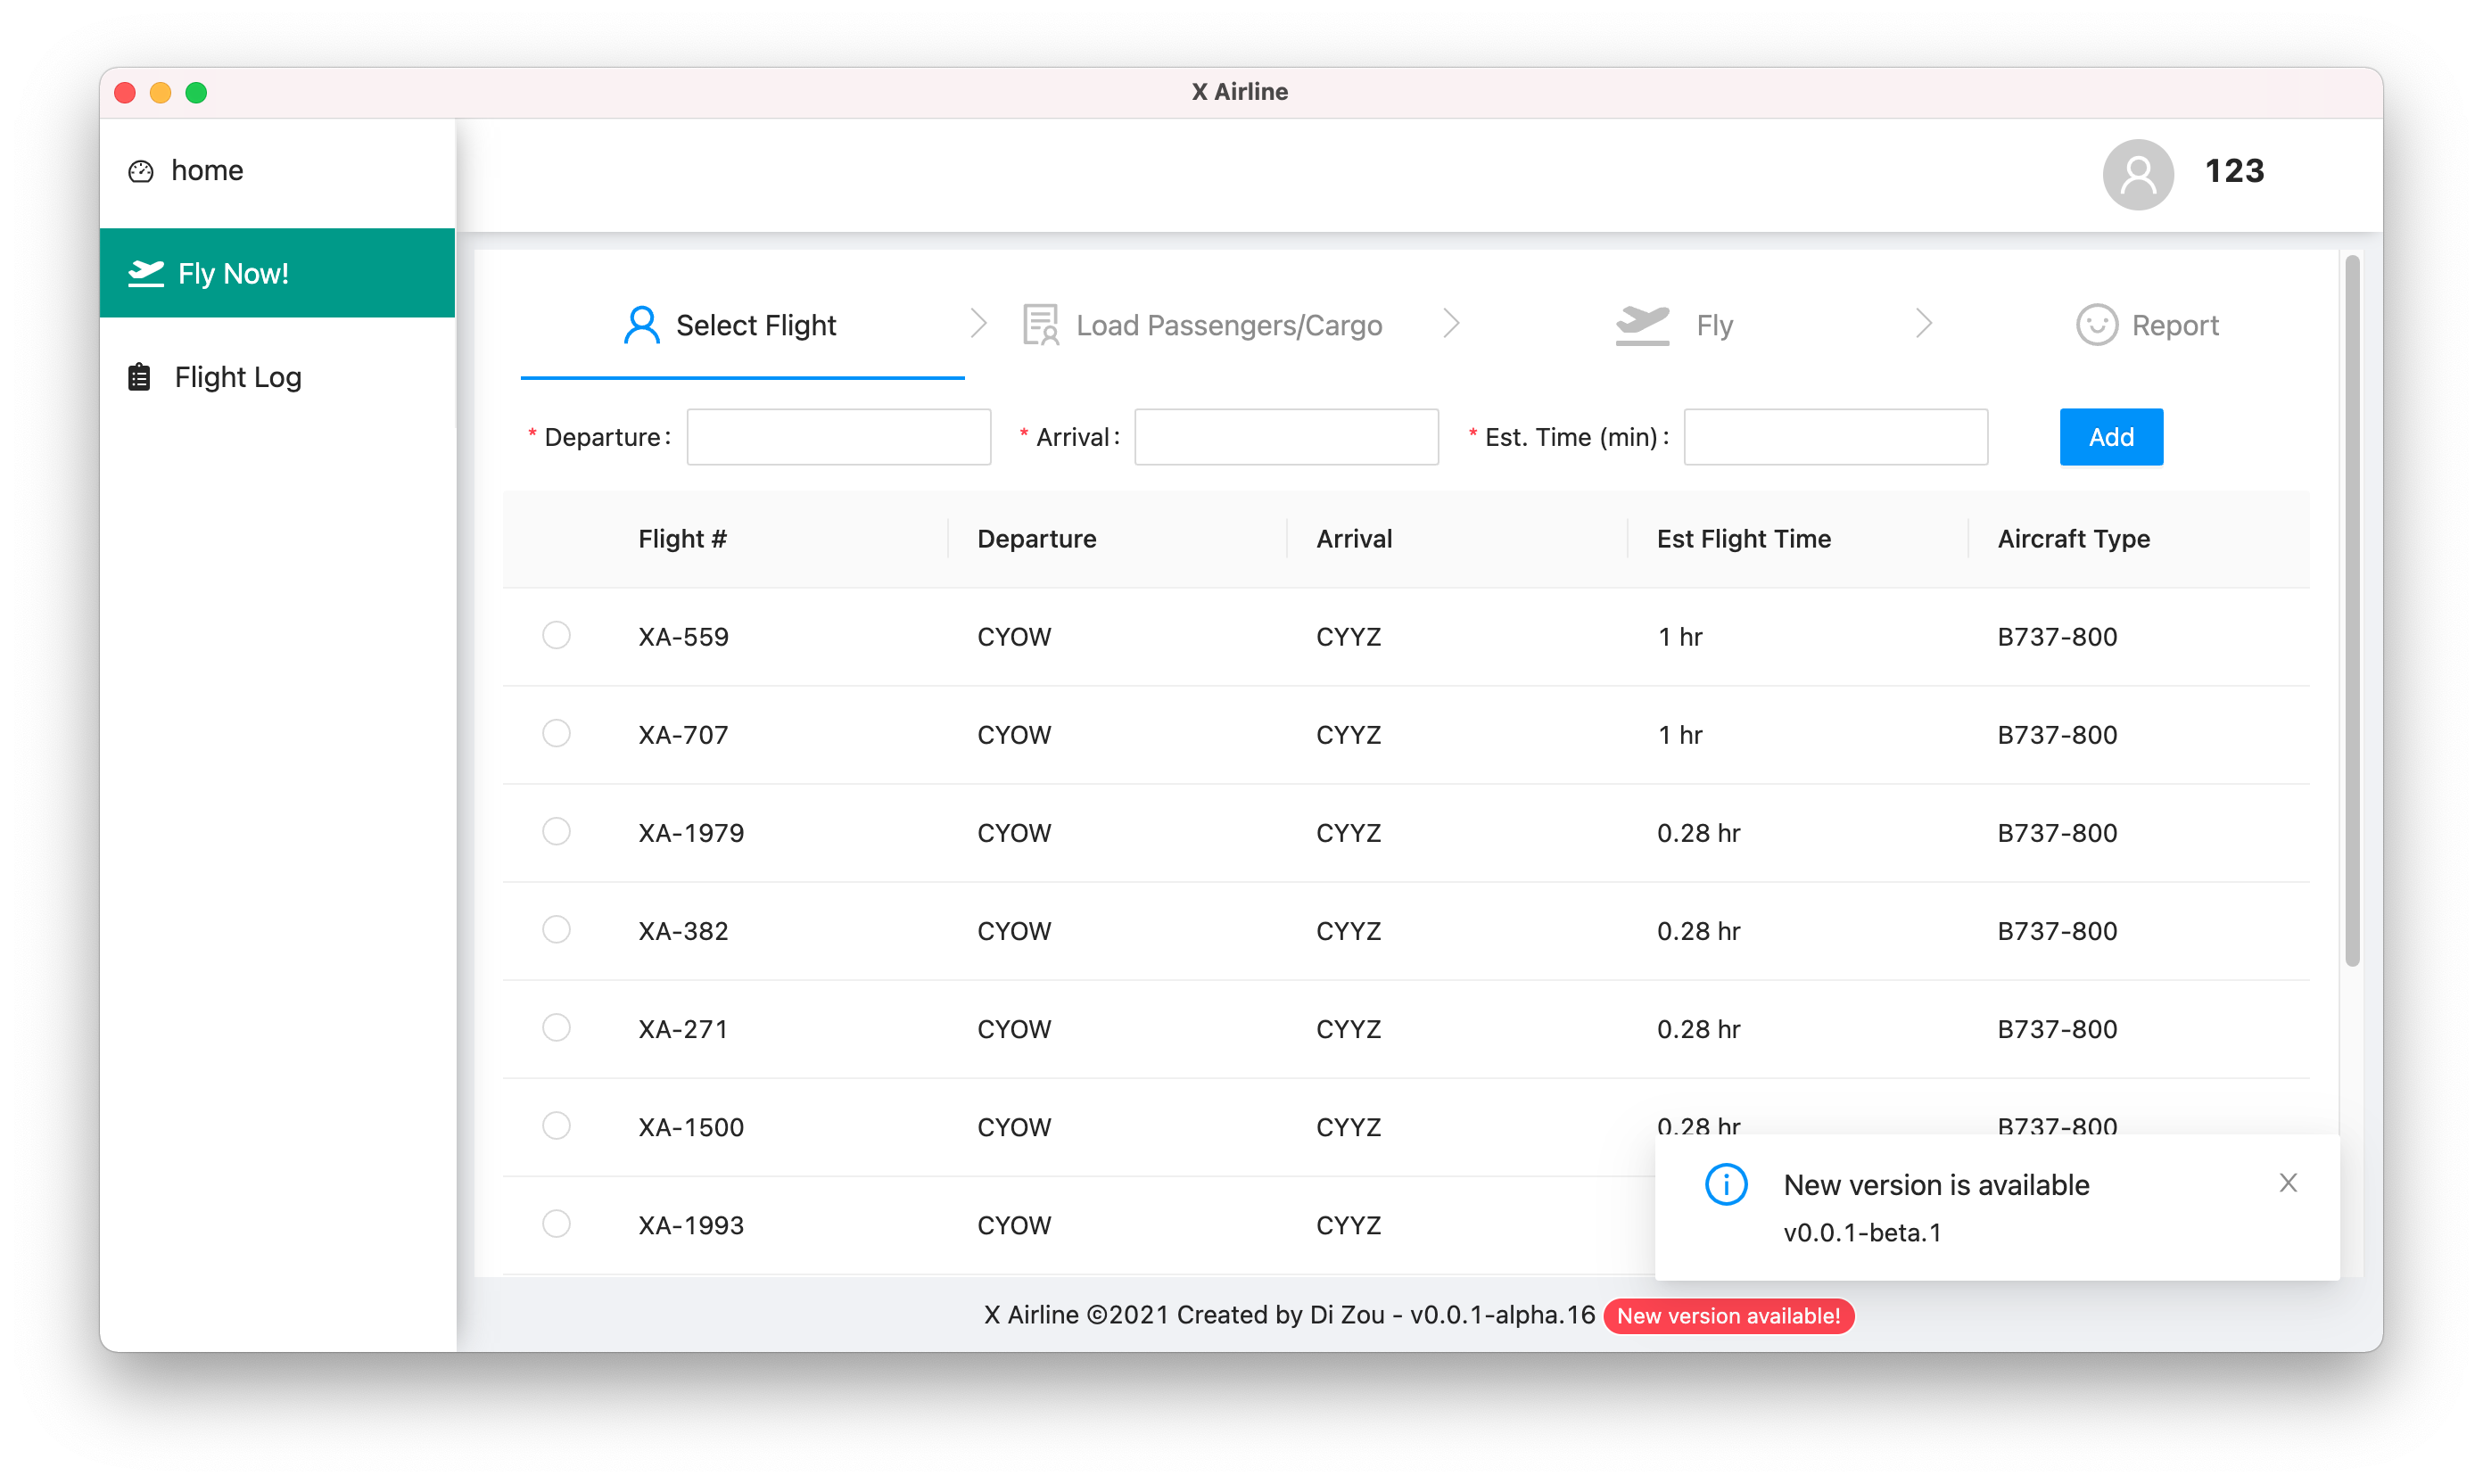 X Airline
home
123
Fly Now!
Flight Log
Select Flight
Load Passengers/Cargo
Fly
Report
* Departure:
* Arrival:
* Est. Time (min):
Add
Flight # Departure Arrival Est Flight Time Aircraft Type
XA-559 CYOW CYYZ 1 hr B737-800
XA-707 CYOW CYYZ 1 hr B737-800
XA-1979 CYOW CYYZ 0.28 hr B737-800
XA-382 CYOW CYYZ 0.28 hr B737-800
XA-271 CYOW CYYZ 0.28 hr B737-800
XA-1500 CYOW CYYZ 0.28 hr B737-800
XA-1993 CYOW CYYZ
New version is available
v0.0.1-beta.1
X Airline ©2021 Created by Di Zou - v0.0.1-alpha.16 New version available!